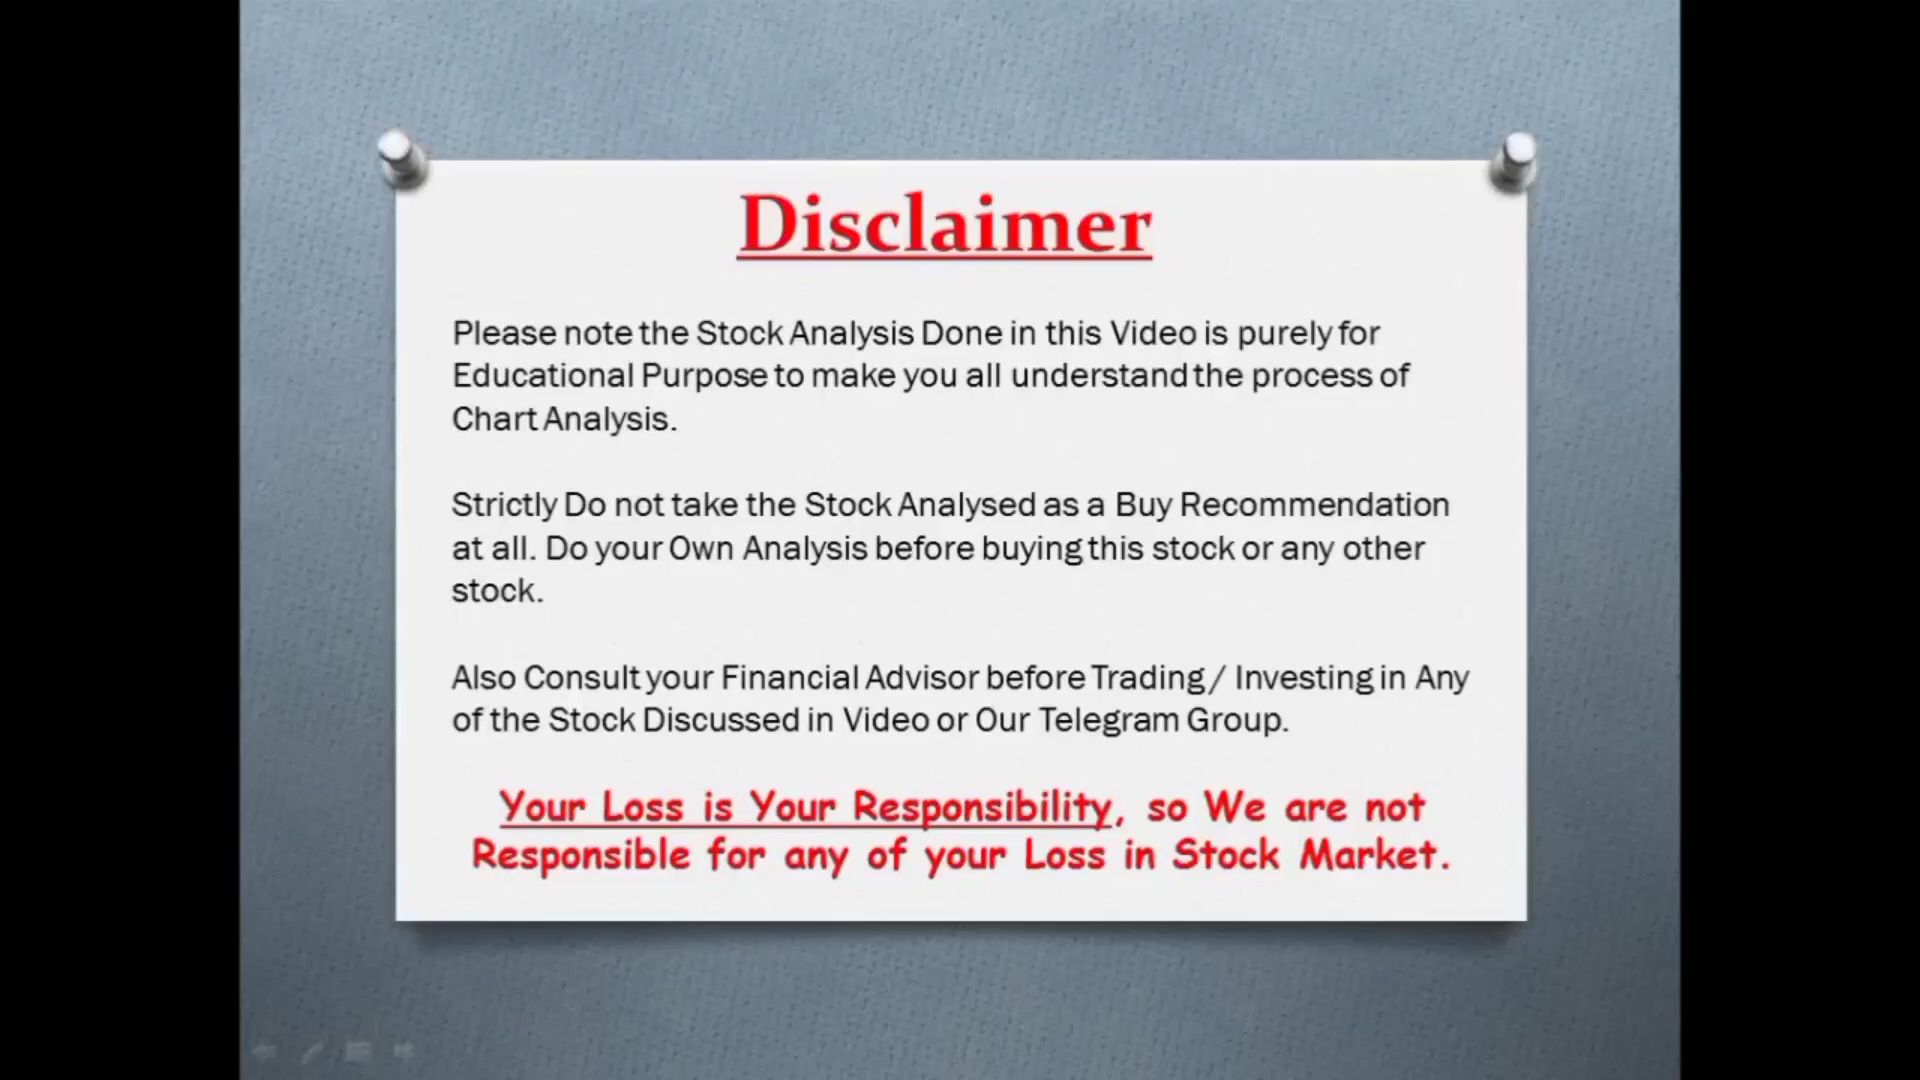 Disclaimer
Please note the Stock Analysis Done in this Video is purely for
Educational Purpose to make you all understand the process of
Chart Analysis.
Strictly Do not take the Stock Analysed as a Buy Recommendation
at all. Do your Own Analysis before buying this stock or any other
stock.
Also Consult your Financial Advisor before Trading/ Investing in Any
of the Stock Discussed in Video or Our Telegram Group.
Your Loss is Your Responsibility, so We are not
Responsible for any of your Loss in Stock Market.